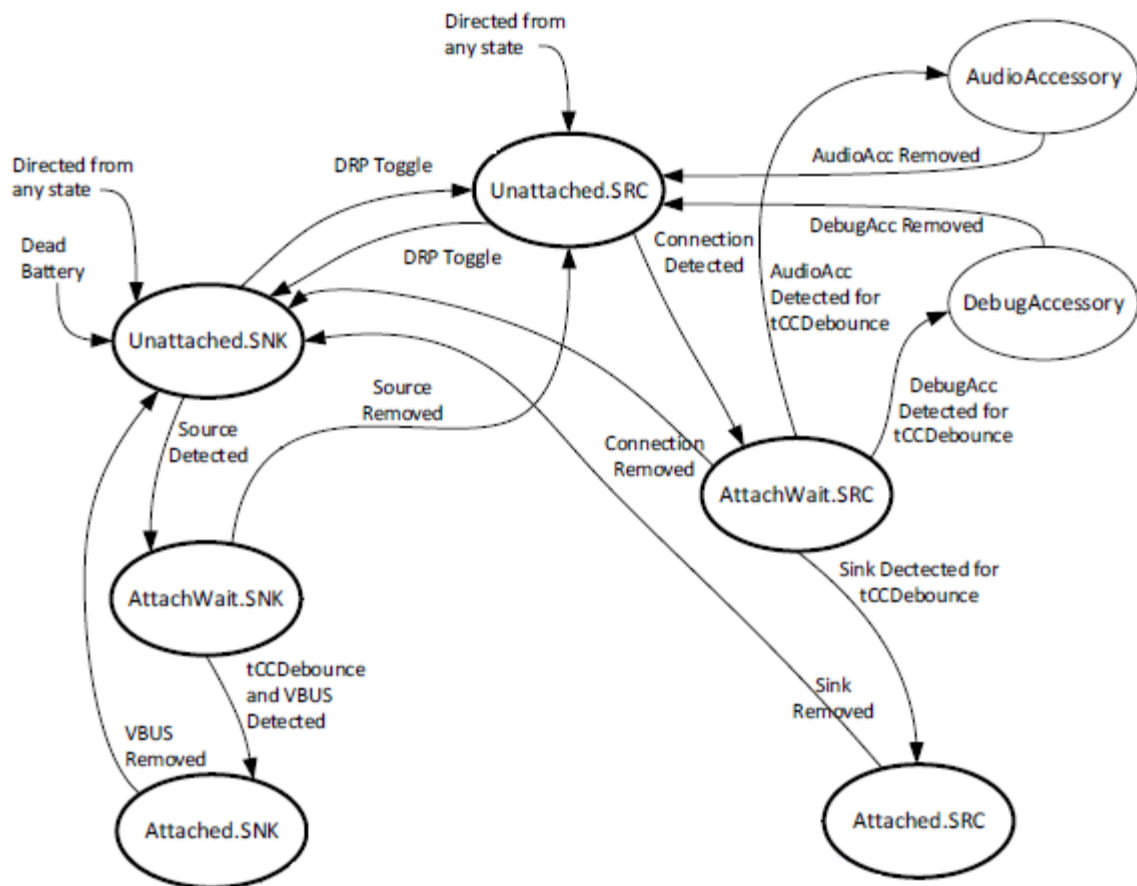 Directed from
any state
AudioAccessory
AudioAcc Removed
Directed from
any state
DRP Toggle
Unattached.SRC
DebugAcc Removed
Connection
Detected
Dead
Battery
DRP Toggle
AudioAcc
Detected for
tCCDebounce
DebugAccessory
Unattached.SNK
Source
Removed
DebugAcc
Detected for
tCCDebounce
Source
Detected
Connection
Removed
AttachWait.SRC
AttachWait.SNK
Sink Dectected for
tCCDebounce
tCCDebounce
and VBUS
Detected
Sink
Removed
VBUS
Removed
Attached.SNK
Attached.SRC